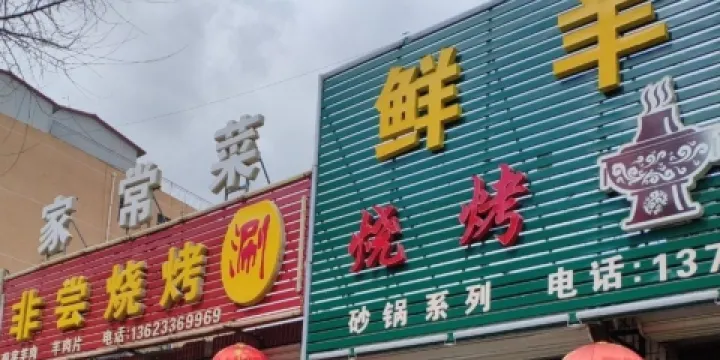 家常菜
非尝烧烤 涮
羊肉片 电话:13623369969
鲜羊
烧烤
砂锅系列 电话:137